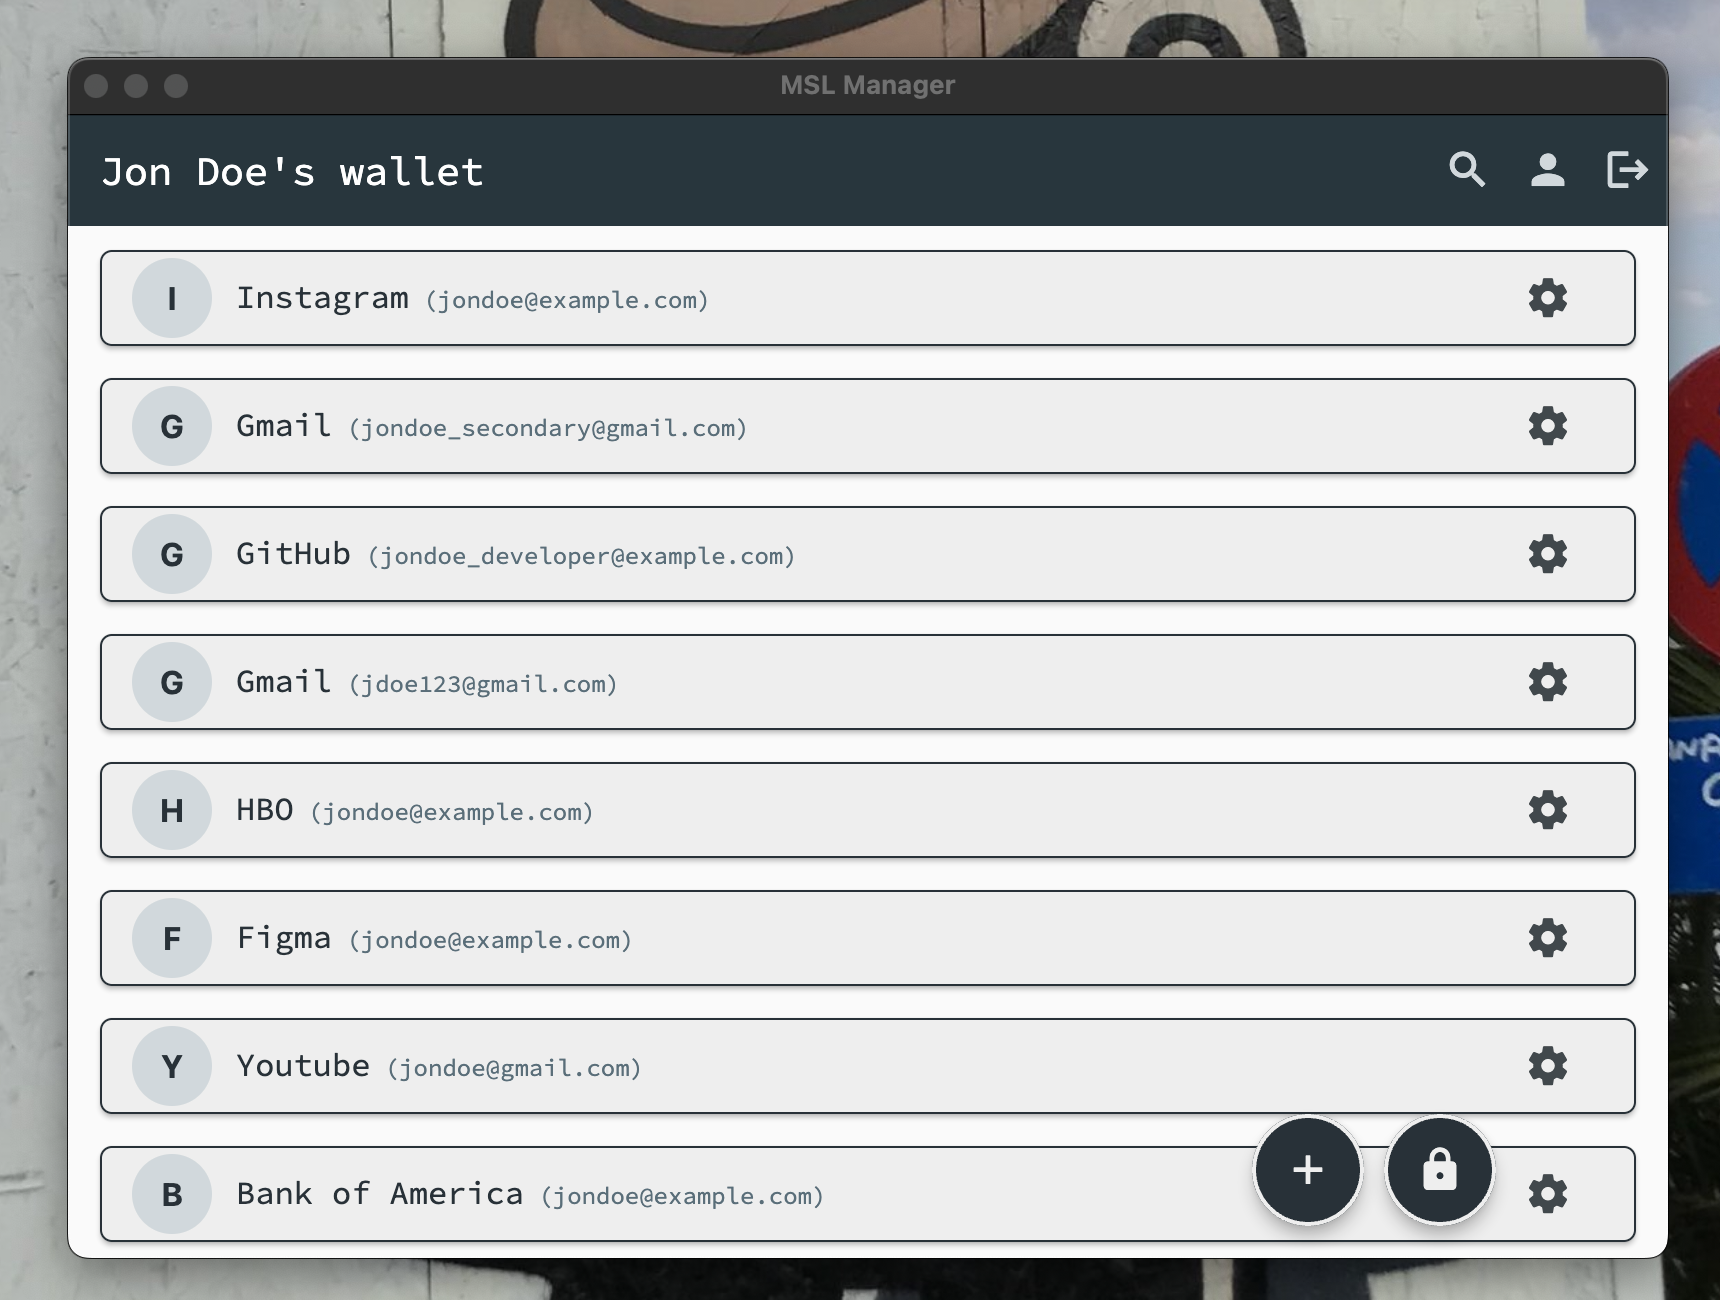 MSL Manager
Jon Doe's wallet
I Instagram (jondoe@example.com)
G Gmail (jondoe_secondary@gmail.com)
G GitHub (jondoe_developer@example.com)
G Gmail (jdoe123@gmail.com)
H HBO (jondoe@example.com)
F Figma (jondoe@example.com)
Y Youtube (jondoe@gmail.com)
B Bank of America (jondoe@example.com)